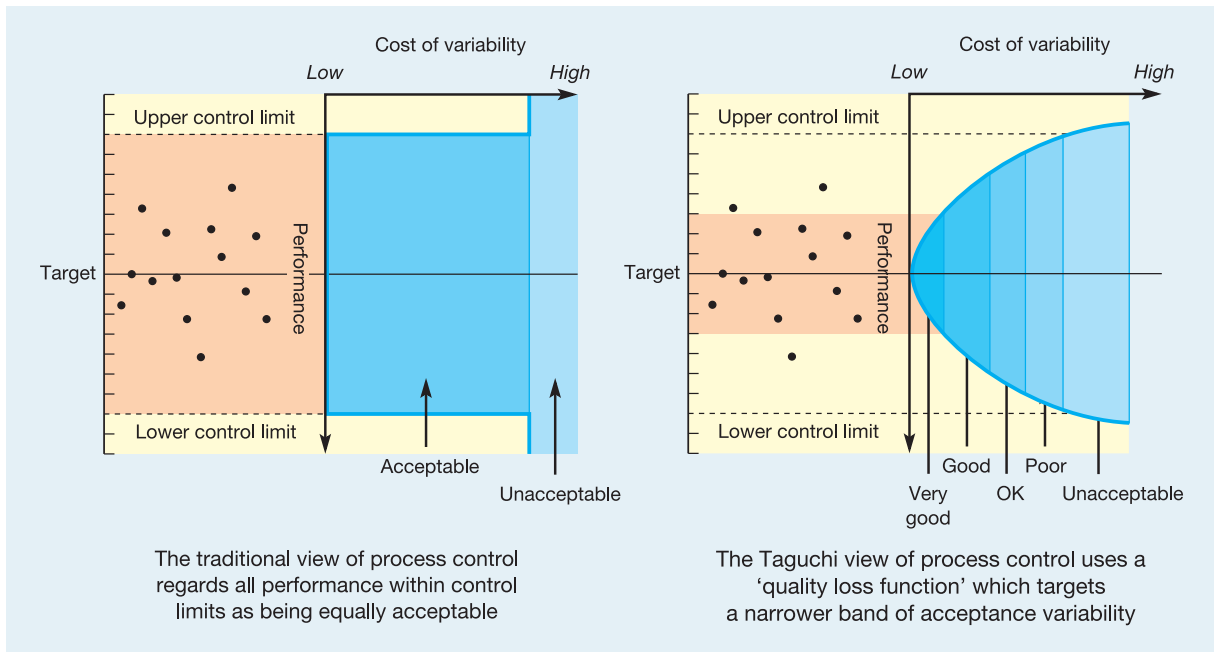 Cost of variability
Low
High
Upper control limit
Performance
Target
Lower control limit
Acceptable
Unacceptable
The traditional view of process control
regards all performance within control
limits as being equally acceptable
Cost of variability
Low
High
Upper control limit
Performance
Target
Lower control limit
Good
Poor
Very
good
OK
Unacceptable
The Taguchi view of process control uses a
‘quality loss function’ which targets
a narrower band of acceptance variability